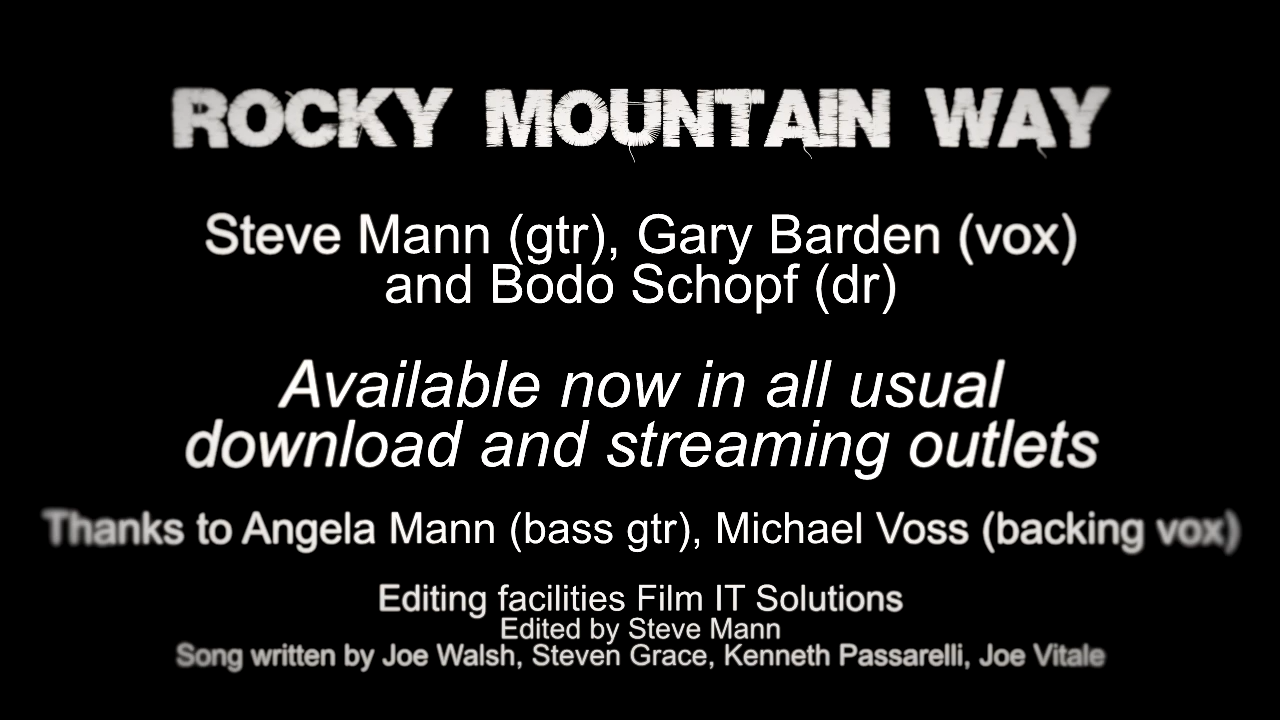 ROCKY MOUNTAIN WAY
Steve Mann (gtr), Gary Barden (vox)
and Bodo Schopf (dr)
Available now in all usual
download and streaming outlets
Thanks to Angela Mann (bass gtr), Michael Voss (backing vox)
Editing facilities Film IT Solutions
Edited by Steve Mann
Song written by Joe Walsh, Steven Grace, Kenneth Passarelli, Joe Vitale